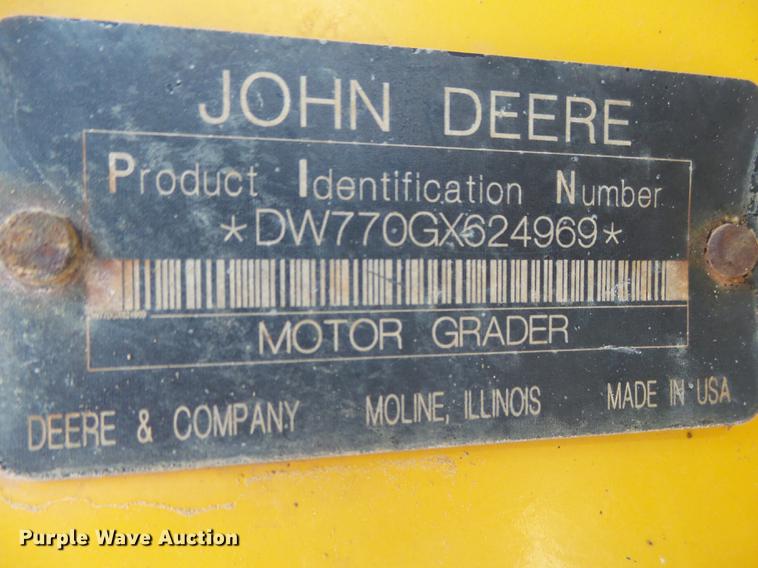 JOHN DEERE
Product Identification Number
*DW770GX624969*
MOTOR GRADER
DEERE & COMPANY MOLINE, ILLINOIS MADE IN USA
Purple Wave Auction